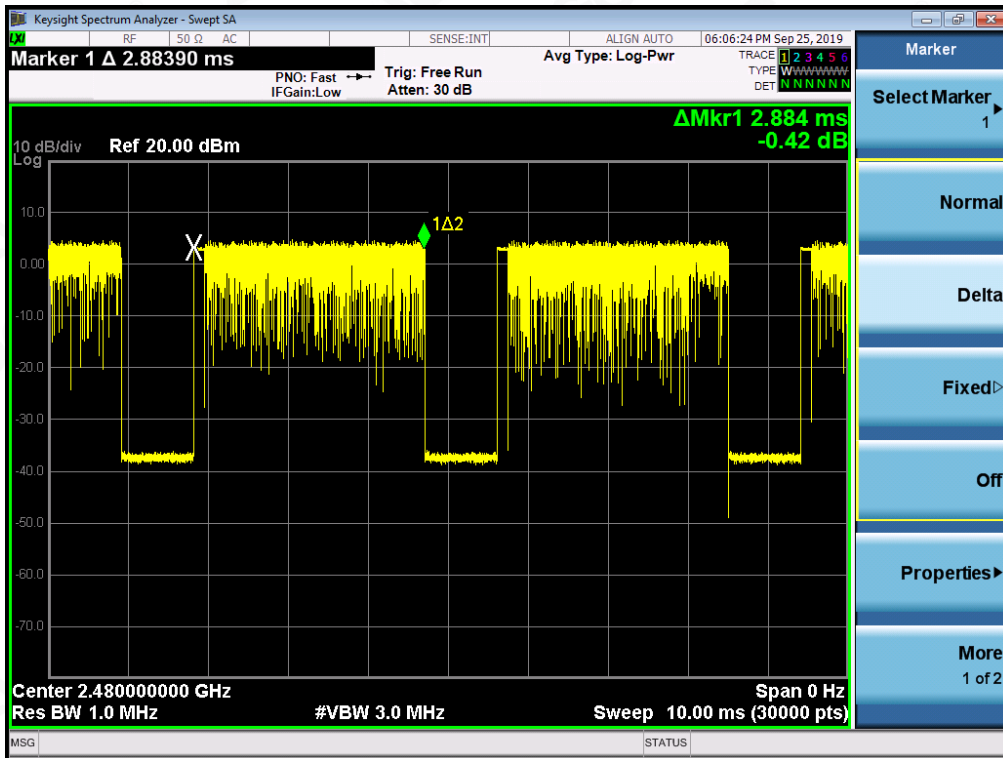 Keysight Spectrum Analyzer - Swept SA
LXI RF 50 Ω AC SENSE:INT ALIGN AUTO 06:06:24 PM Sep 25, 2019
Marker 1 Δ 2.88390 ms
PNO: Fast
IFGain:Low
Trig: Free Run
Atten: 30 dB
Avg Type: Log-Pwr
TRACE 1 2 3 4 5 6
TYPE WWWWWW
DET N N N N N N
ΔMkr1 2.884 ms
-0.42 dB
10 dB/div Ref 20.00 dBm
Log
10.0
1Δ2
0.00
-10.0
-20.0
-30.0
-40.0
-50.0
-60.0
-70.0
Center 2.480000000 GHz Span 0 Hz
Res BW 1.0 MHz #VBW 3.0 MHz Sweep 10.00 ms (30000 pts)
MSG STATUS
Marker
Select Marker
1
Normal
Delta
Fixed
Off
Properties
More
1 of 2